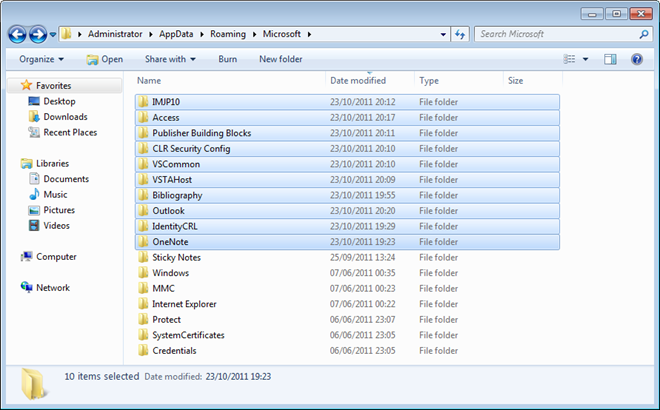 Administrator AppData Roaming Microsoft Search Microsoft
Organize Open Share with Burn New folder
Name Date modified Type Size
Favorites
Desktop
Downloads
Recent Places
Libraries
Documents
Music
Pictures
Videos
Computer
Network
IMJP10 23/10/2011 20:12 File folder
Access 23/10/2011 20:17 File folder
Publisher Building Blocks 23/10/2011 20:11 File folder
CLR Security Config 23/10/2011 20:10 File folder
VSCommon 23/10/2011 20:10 File folder
VSTAHost 23/10/2011 20:09 File folder
Bibliography 23/10/2011 19:55 File folder
Outlook 23/10/2011 20:20 File folder
IdentityCRL 23/10/2011 19:29 File folder
OneNote 23/10/2011 19:23 File folder
Sticky Notes 25/09/2011 13:24 File folder
Windows 07/06/2011 00:35 File folder
MMC 07/06/2011 00:23 File folder
Internet Explorer 07/06/2011 00:22 File folder
Protect 06/06/2011 23:07 File folder
SystemCertificates 06/06/2011 23:05 File folder
Credentials 06/06/2011 23:05 File folder
10 items selected Date modified: 23/10/2011 19:23